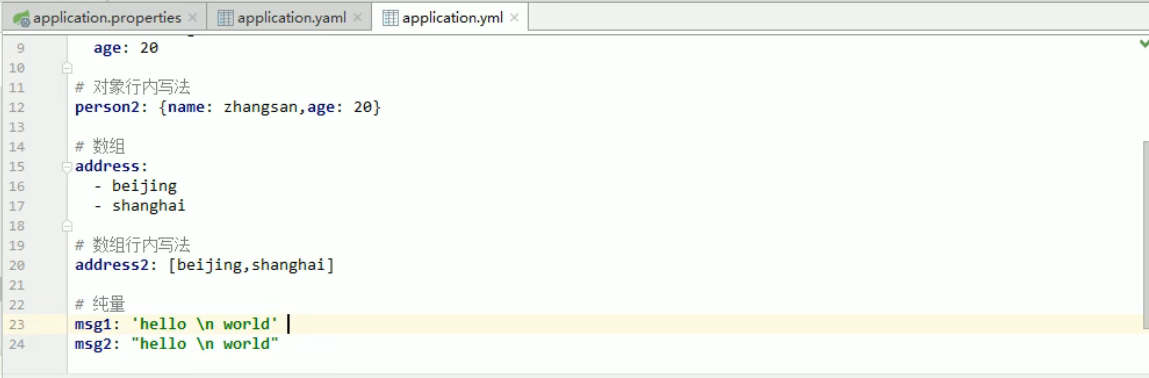 application.properties application.yaml application.yml
9 age: 20
10
11 # 对象行内写法
12 person2: {name: zhangsan,age: 20}
13
14 # 数组
15 address:
16 - beijing
17 - shanghai
18
19 # 数组行内写法
20 address2: [beijing,shanghai]
21
22 # 纯量
23 msg1: 'hello \n world'
24 msg2: "hello \n world"